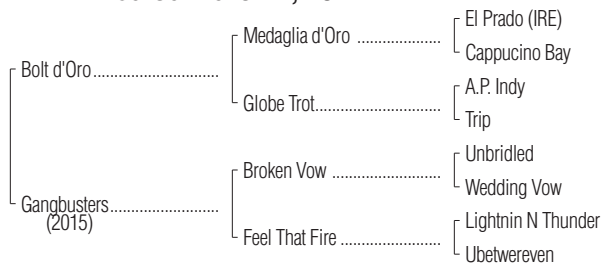 El Prado (IRE)
Medaglia d'Oro
Cappucino Bay
Bolt d'Oro
A.P. Indy
Globe Trot
Trip
Unbridled
Broken Vow
Wedding Vow
Gangbusters
(2015)
Lightnin N Thunder
Feel That Fire
Ubetwereven